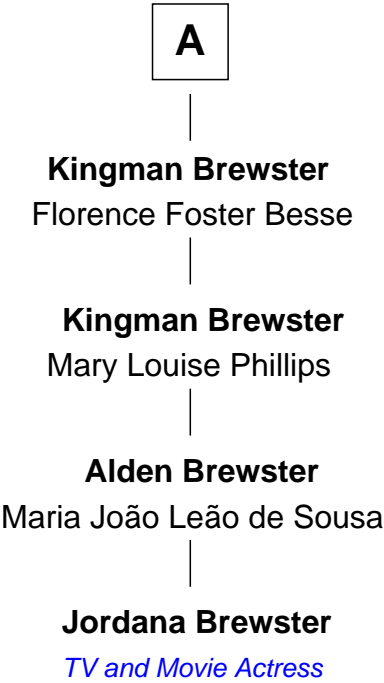 A
Kingman Brewster
Florence Foster Besse
Kingman Brewster
Mary Louise Phillips
Alden Brewster
Maria João Leão de Sousa
Jordana Brewster
TV and Movie Actress